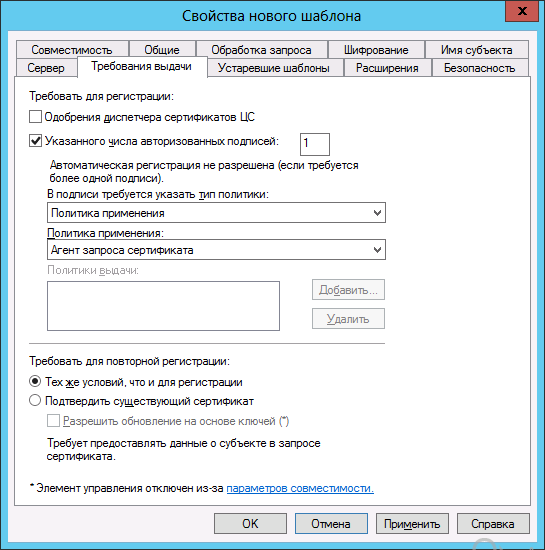 Свойства нового шаблона
x
Совместимость Общие Обработка запроса Шифрование Имя субъекта
Сервер Требования выдачи Устаревшие шаблоны Расширения Безопасность
Требовать для регистрации:
Одобрения диспетчера сертификатов ЦС
Указанного числа авторизованных подписей: 1
Автоматическая регистрация не разрешена (если требуется
более одной подписи).
В подписи требуется указать тип политики:
Политика применения
Политика применения:
Агент запроса сертификата
Политики выдачи:
Добавить...
Удалить
Требовать для повторной регистрации:
Тех же условий, что и для регистрации
Подтвердить существующий сертификат
Разрешить обновление на основе ключей (*)
Требует предоставлять данные о субъекте в запросе
сертификата.
* Элемент управления отключен из-за параметров совместимости.
OK Отмена Применить Справка